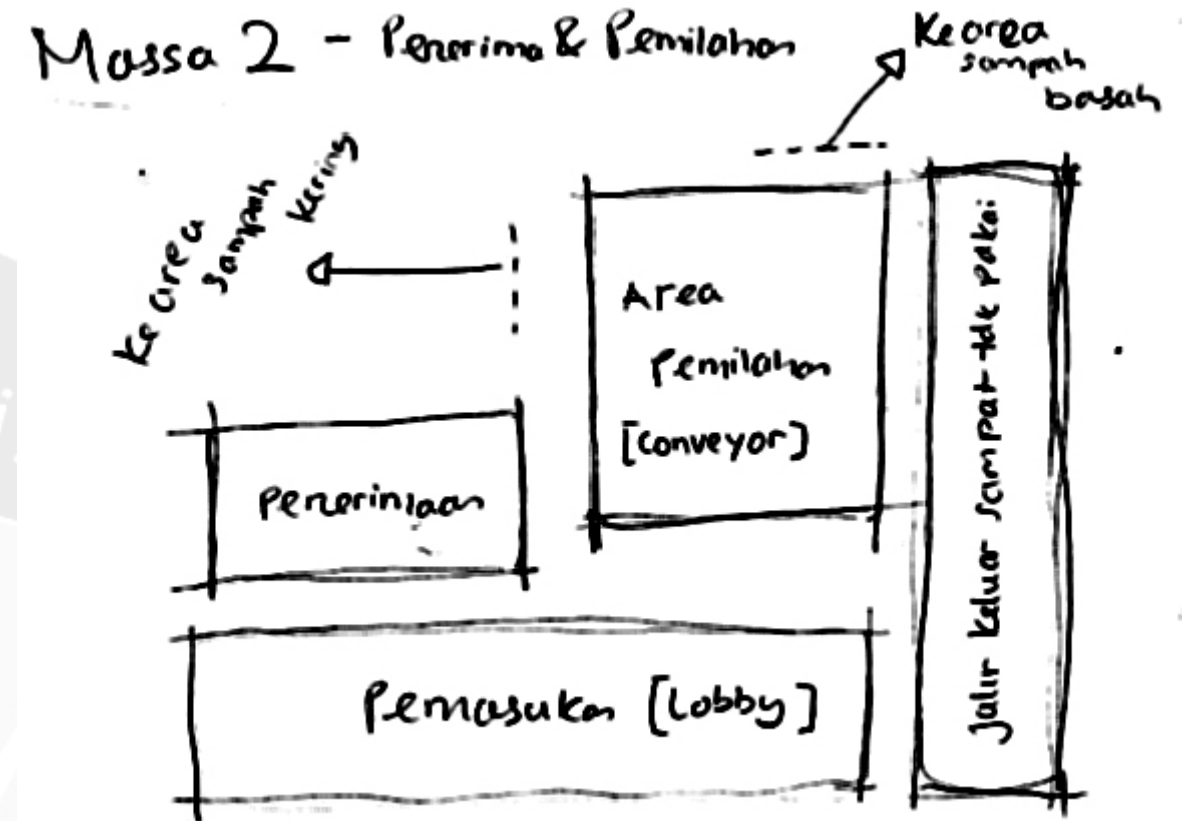 Massa 2 - Penerima & Pemilahan
Ke area
sampah
basah
Ke area
sampah
kering
Area
Pemilahan
[Conveyor]
Penerimaan
Pemasukan [Lobby]
Jalur keluar sampat tdk pakai